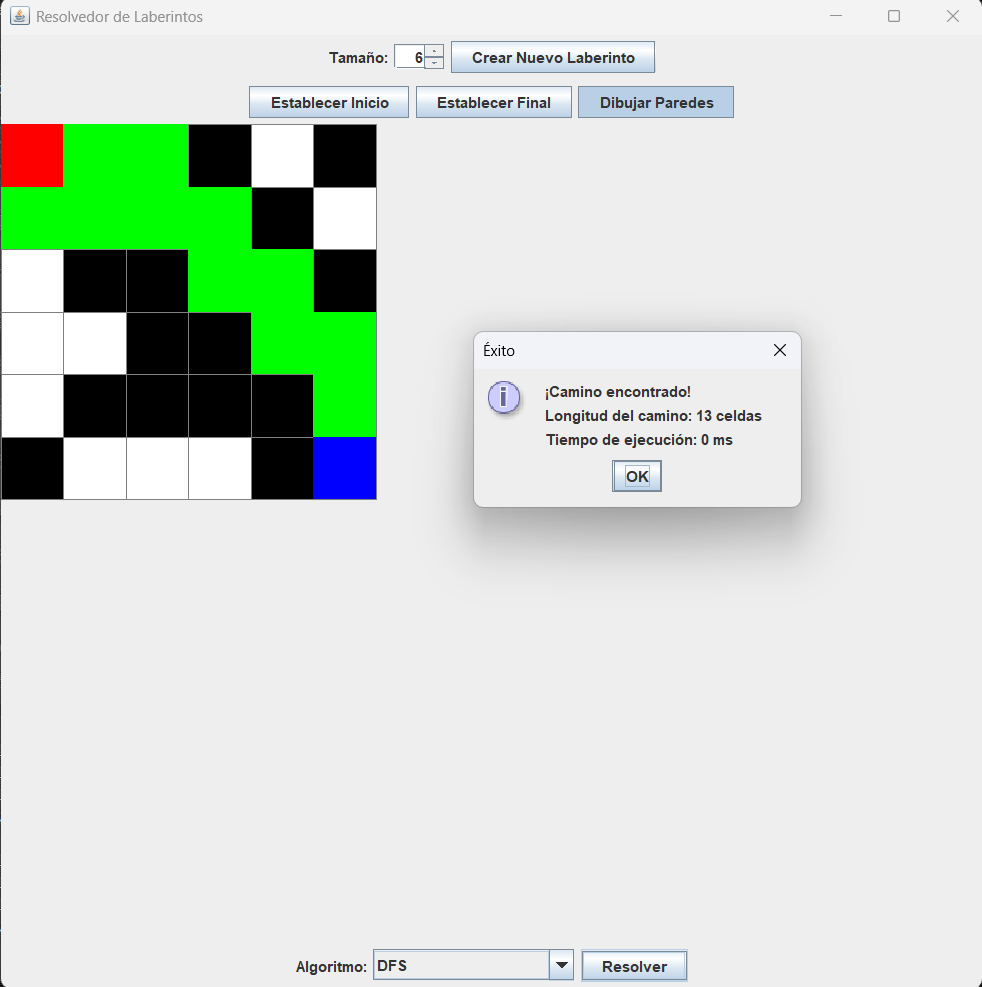 Resolvedor de Laberintos
Tamaño: 6 Crear Nuevo Laberinto
Establecer Inicio Establecer Final Dibujar Paredes
Éxito
¡Camino encontrado!
Longitud del camino: 13 celdas
Tiempo de ejecución: 0 ms
OK
Algoritmo: DFS Resolver